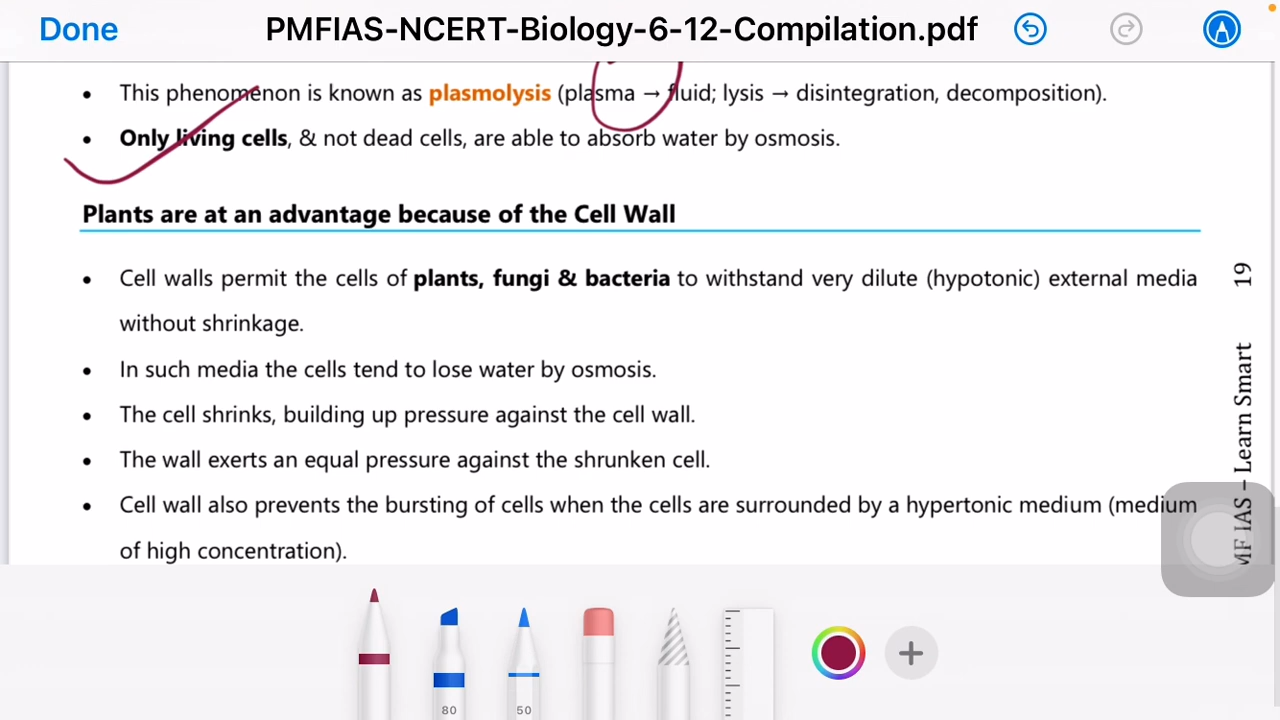 Done PMFIAS-NCERT-Biology-6-12-Compilation.pdf
• This phenomenon is known as plasmolysis (plasma → fluid; lysis → disintegration, decomposition).
• Only living cells, & not dead cells, are able to absorb water by osmosis.
Plants are at an advantage because of the Cell Wall
• Cell walls permit the cells of plants, fungi & bacteria to withstand very dilute (hypotonic) external media
without shrinkage.
• In such media the cells tend to lose water by osmosis.
• The cell shrinks, building up pressure against the cell wall.
• The wall exerts an equal pressure against the shrunken cell.
• Cell wall also prevents the bursting of cells when the cells are surrounded by a hypertonic medium (medium
of high concentration).
19
MF IAS – Learn Smart
80
50